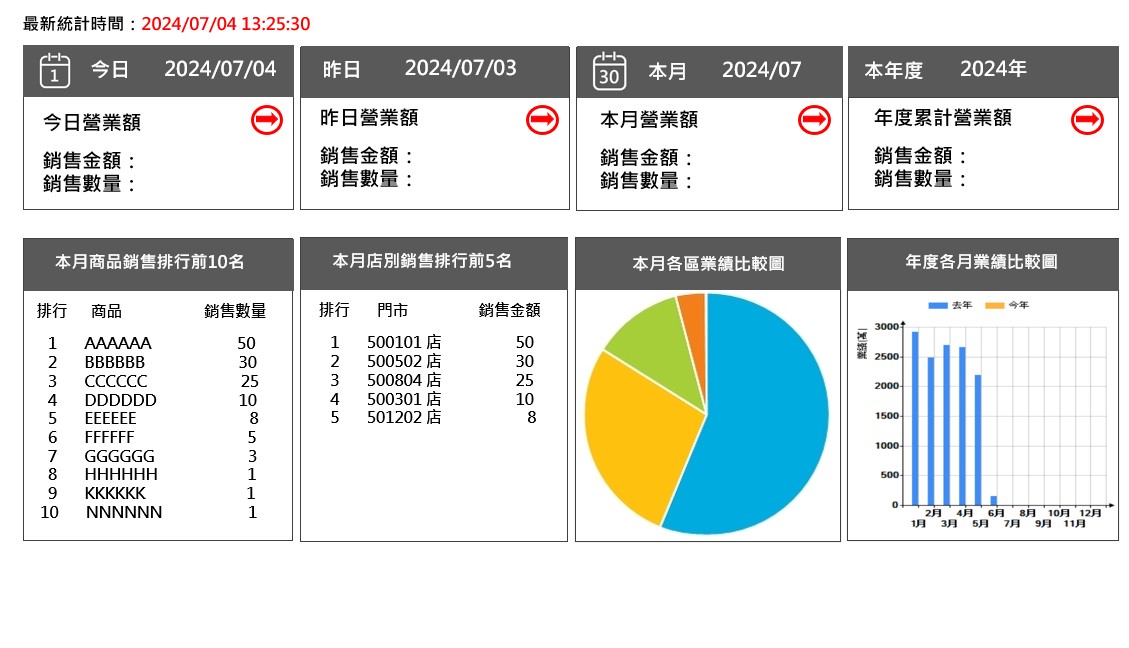 最新統計時間：2024/07/04 13:25:30
1 今日 2024/07/04
今日營業額
銷售金額：
銷售數量：
昨日 2024/07/03
昨日營業額
銷售金額：
銷售數量：
30 本月 2024/07
本月營業額
銷售金額：
銷售數量：
本年度 2024年
年度累計營業額
銷售金額：
銷售數量：
本月商品銷售排行前10名
排行 商品 銷售數量
1 AAAAAA 50
2 BBBBBB 30
3 CCCCCC 25
4 DDDDDD 10
5 EEEEEE 8
6 FFFFFF 5
7 GGGGGG 3
8 HHHHHH 1
9 KKKKKK 1
10 NNNNNN 1
本月店別銷售排行前5名
排行 門市 銷售金額
1 500101 店 50
2 500502 店 30
3 500804 店 25
4 500301 店 10
5 501202 店 8
本月各區業績比較圖
年度各月業績比較圖
去年 今年
業績(萬)
3000
2500
2000
1500
1000
500
0
2月 4月 6月 8月 10月 12月
1月 3月 5月 7月 9月 11月